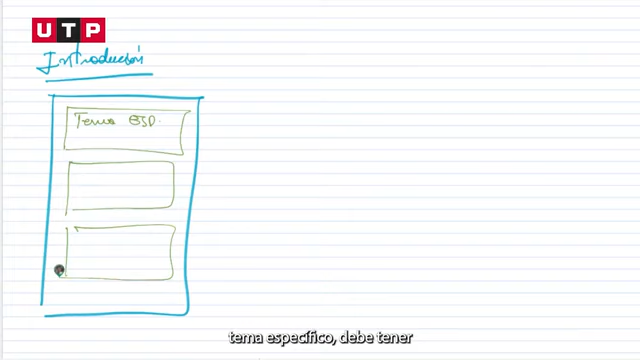 UTP
Introducción
Tema ESP.
tema específico, debe tener